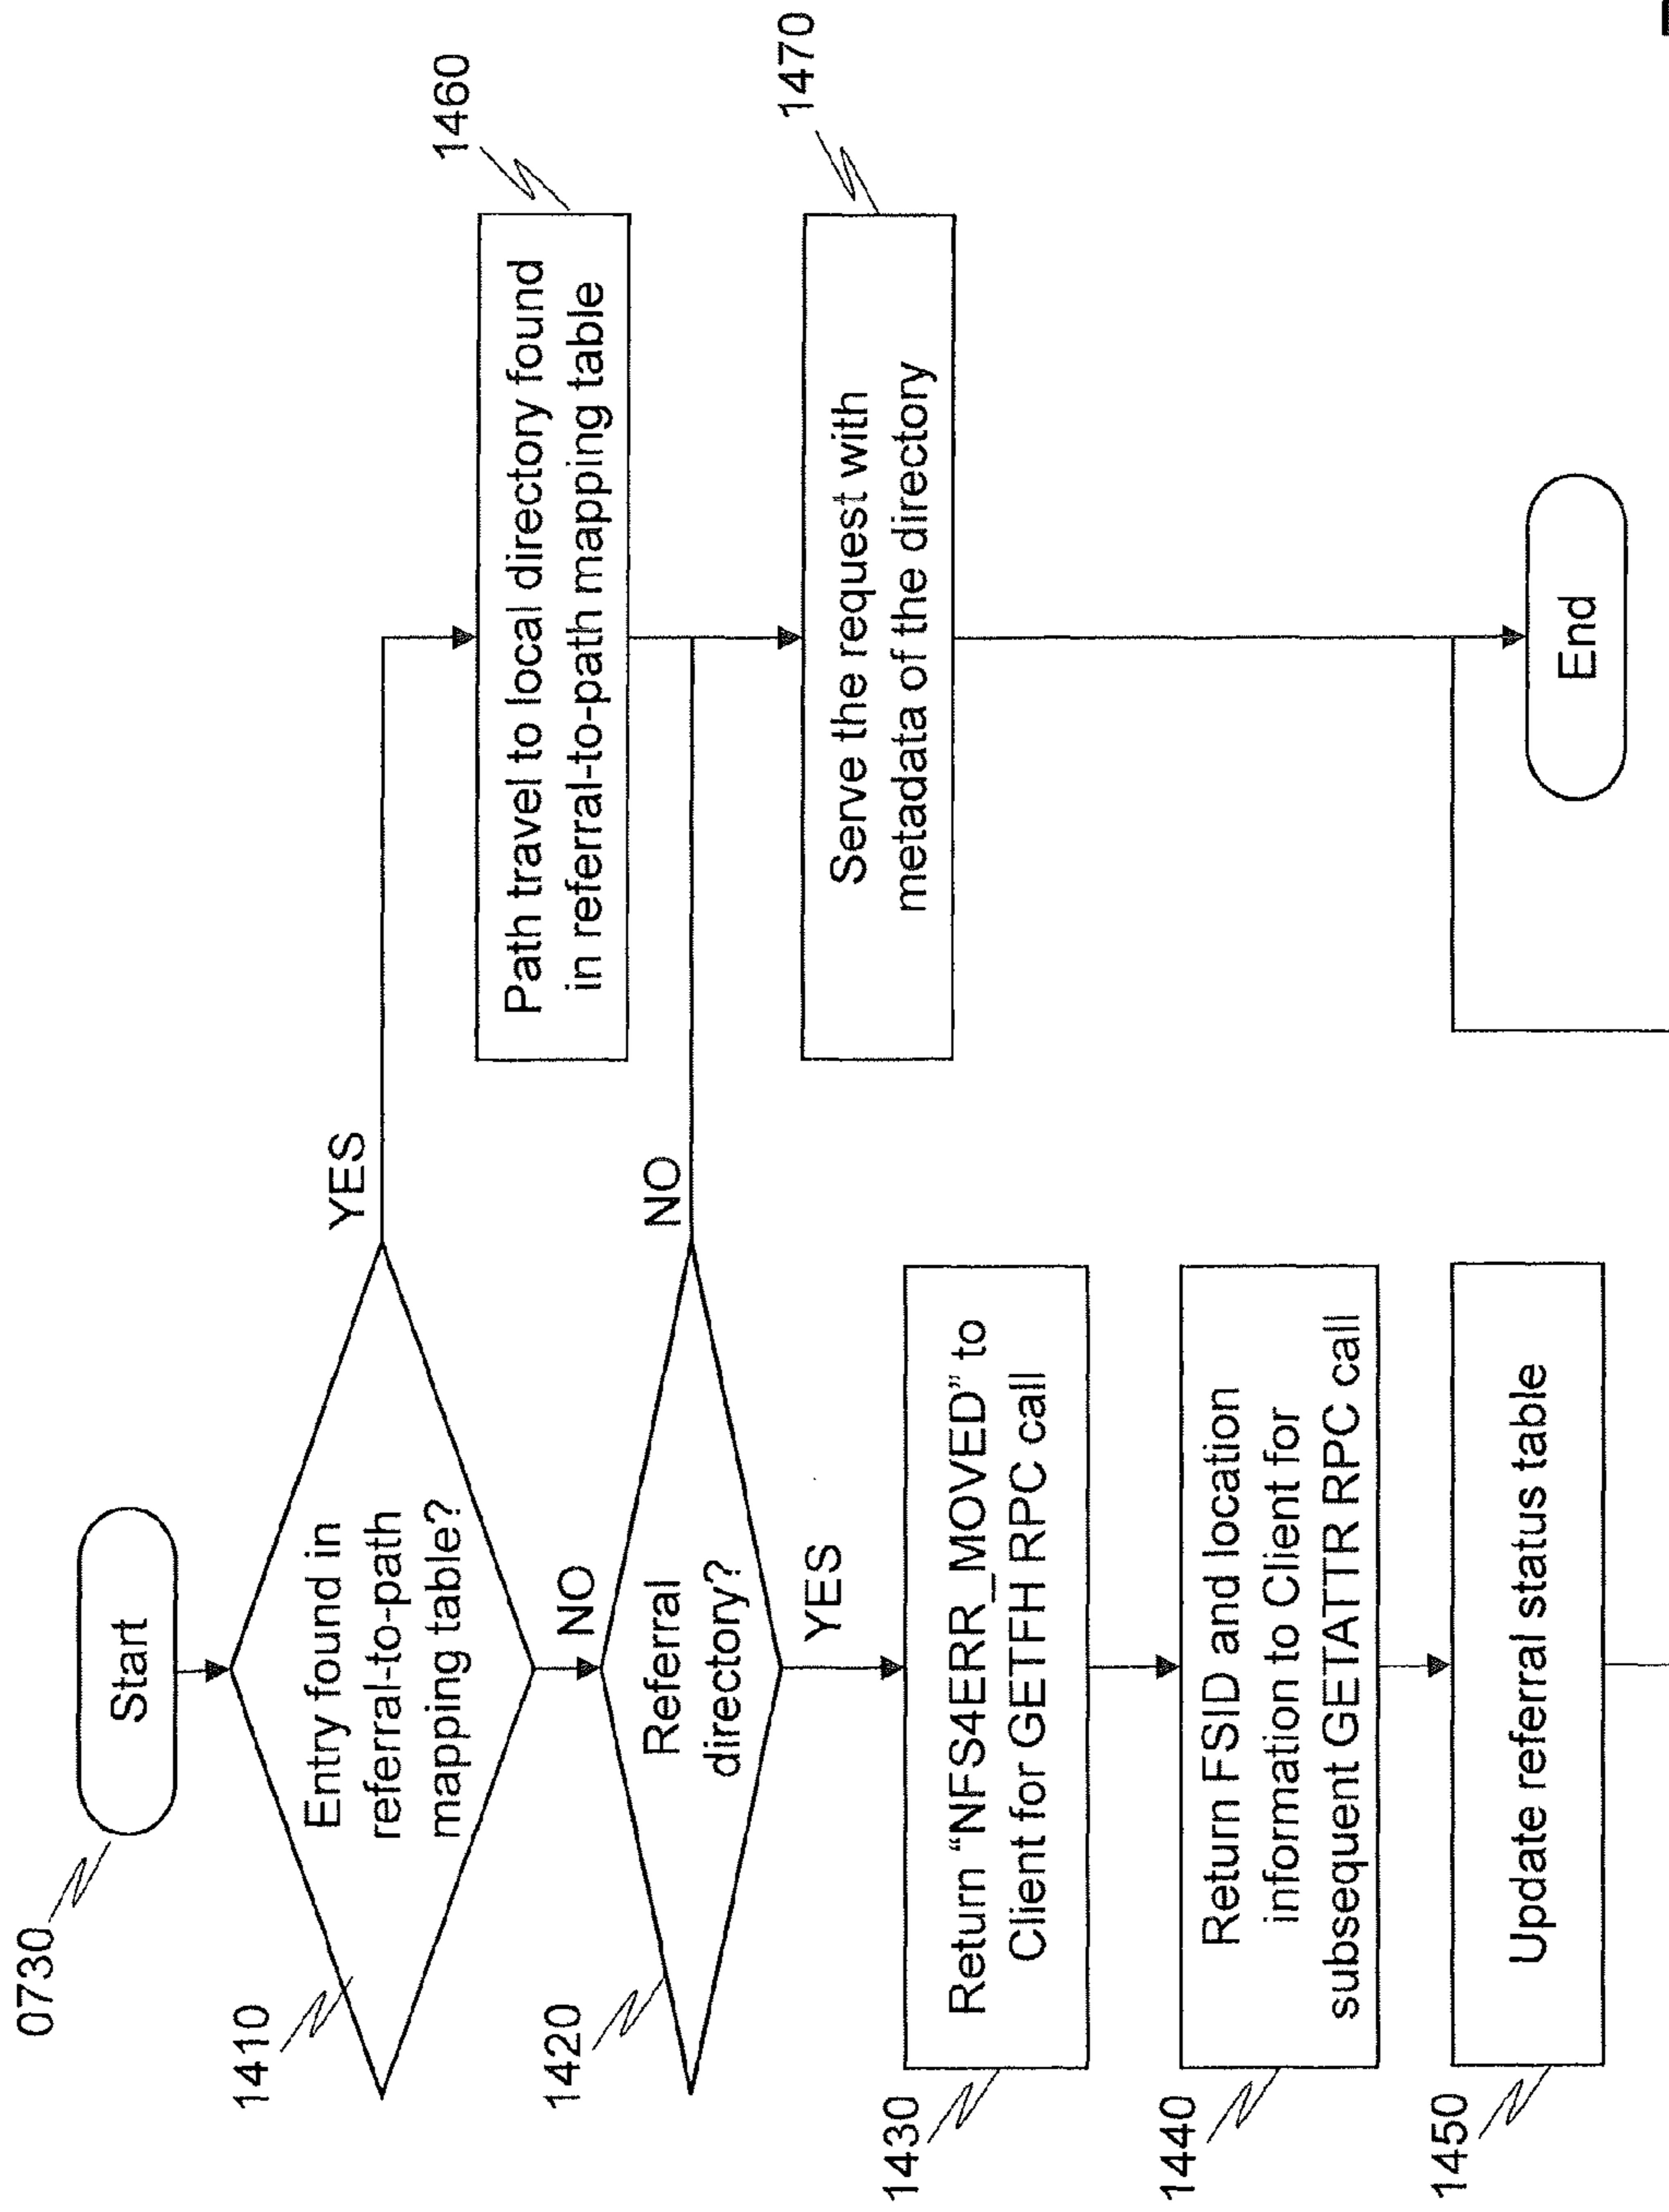 0730
Start
1410
Entry found in
referral-to-path
mapping table?
YES
NO
1460
Path travel to local directory found
in referral-to-path mapping table
1420
Referral
directory?
NO
YES
1470
Serve the request with
metadata of the directory
1430
Return “NFS4ERR_MOVED” to
Client for GETFH RPC call
1440
Return FSID and location
information to Client for
subsequent GETATTR RPC call
1450
Update referral status table
End